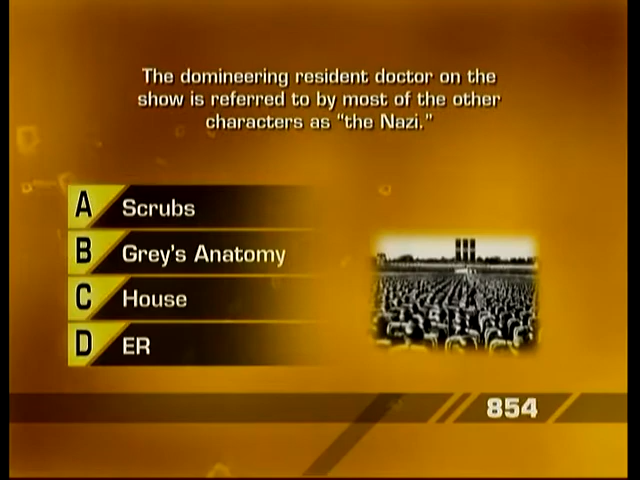 The domineering resident doctor on the
show is referred to by most of the other
characters as "the Nazi."
A Scrubs
B Grey's Anatomy
C House
D ER
854